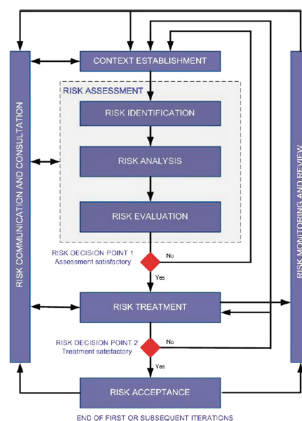 CONTEXT ESTABLISHMENT
RISK ASSESSMENT
RISK IDENTIFICATION
RISK ANALYSIS
RISK EVALUATION
RISK COMMUNICATION AND CONSULTATION
RISK MONITORING AND REVIEW
RISK DECISION POINT 1
Assessment satisfactory
No
Yes
RISK TREATMENT
RISK DECISION POINT 2
Treatment satisfactory
No
Yes
RISK ACCEPTANCE
END OF FIRST OR SUBSEQUENT ITERATIONS